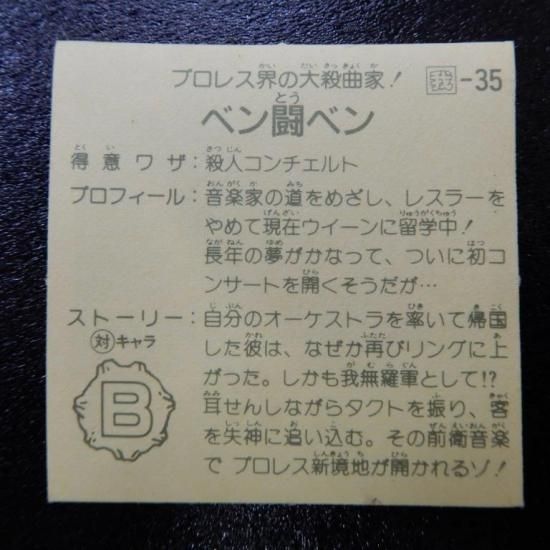 プロレス界の大殺曲家! -35
ベン闘ベン
得意ワザ:殺人コンチェルト
プロフィール:音楽家の道をめざし、レスラーを
やめて現在ウイーンに留学中!
長年の夢がかなって、ついに初コ
ンサートを開くそうだが…
ストーリー:自分のオーケストラを率いて帰国
対キャラ した彼は、なぜか再びリングに上
がった。しかも我無羅軍として!?
B 耳せんしながらタクトを振り、客
を失神に追い込む。その前衛音楽
で プロレス新境地が開かれるゾ!